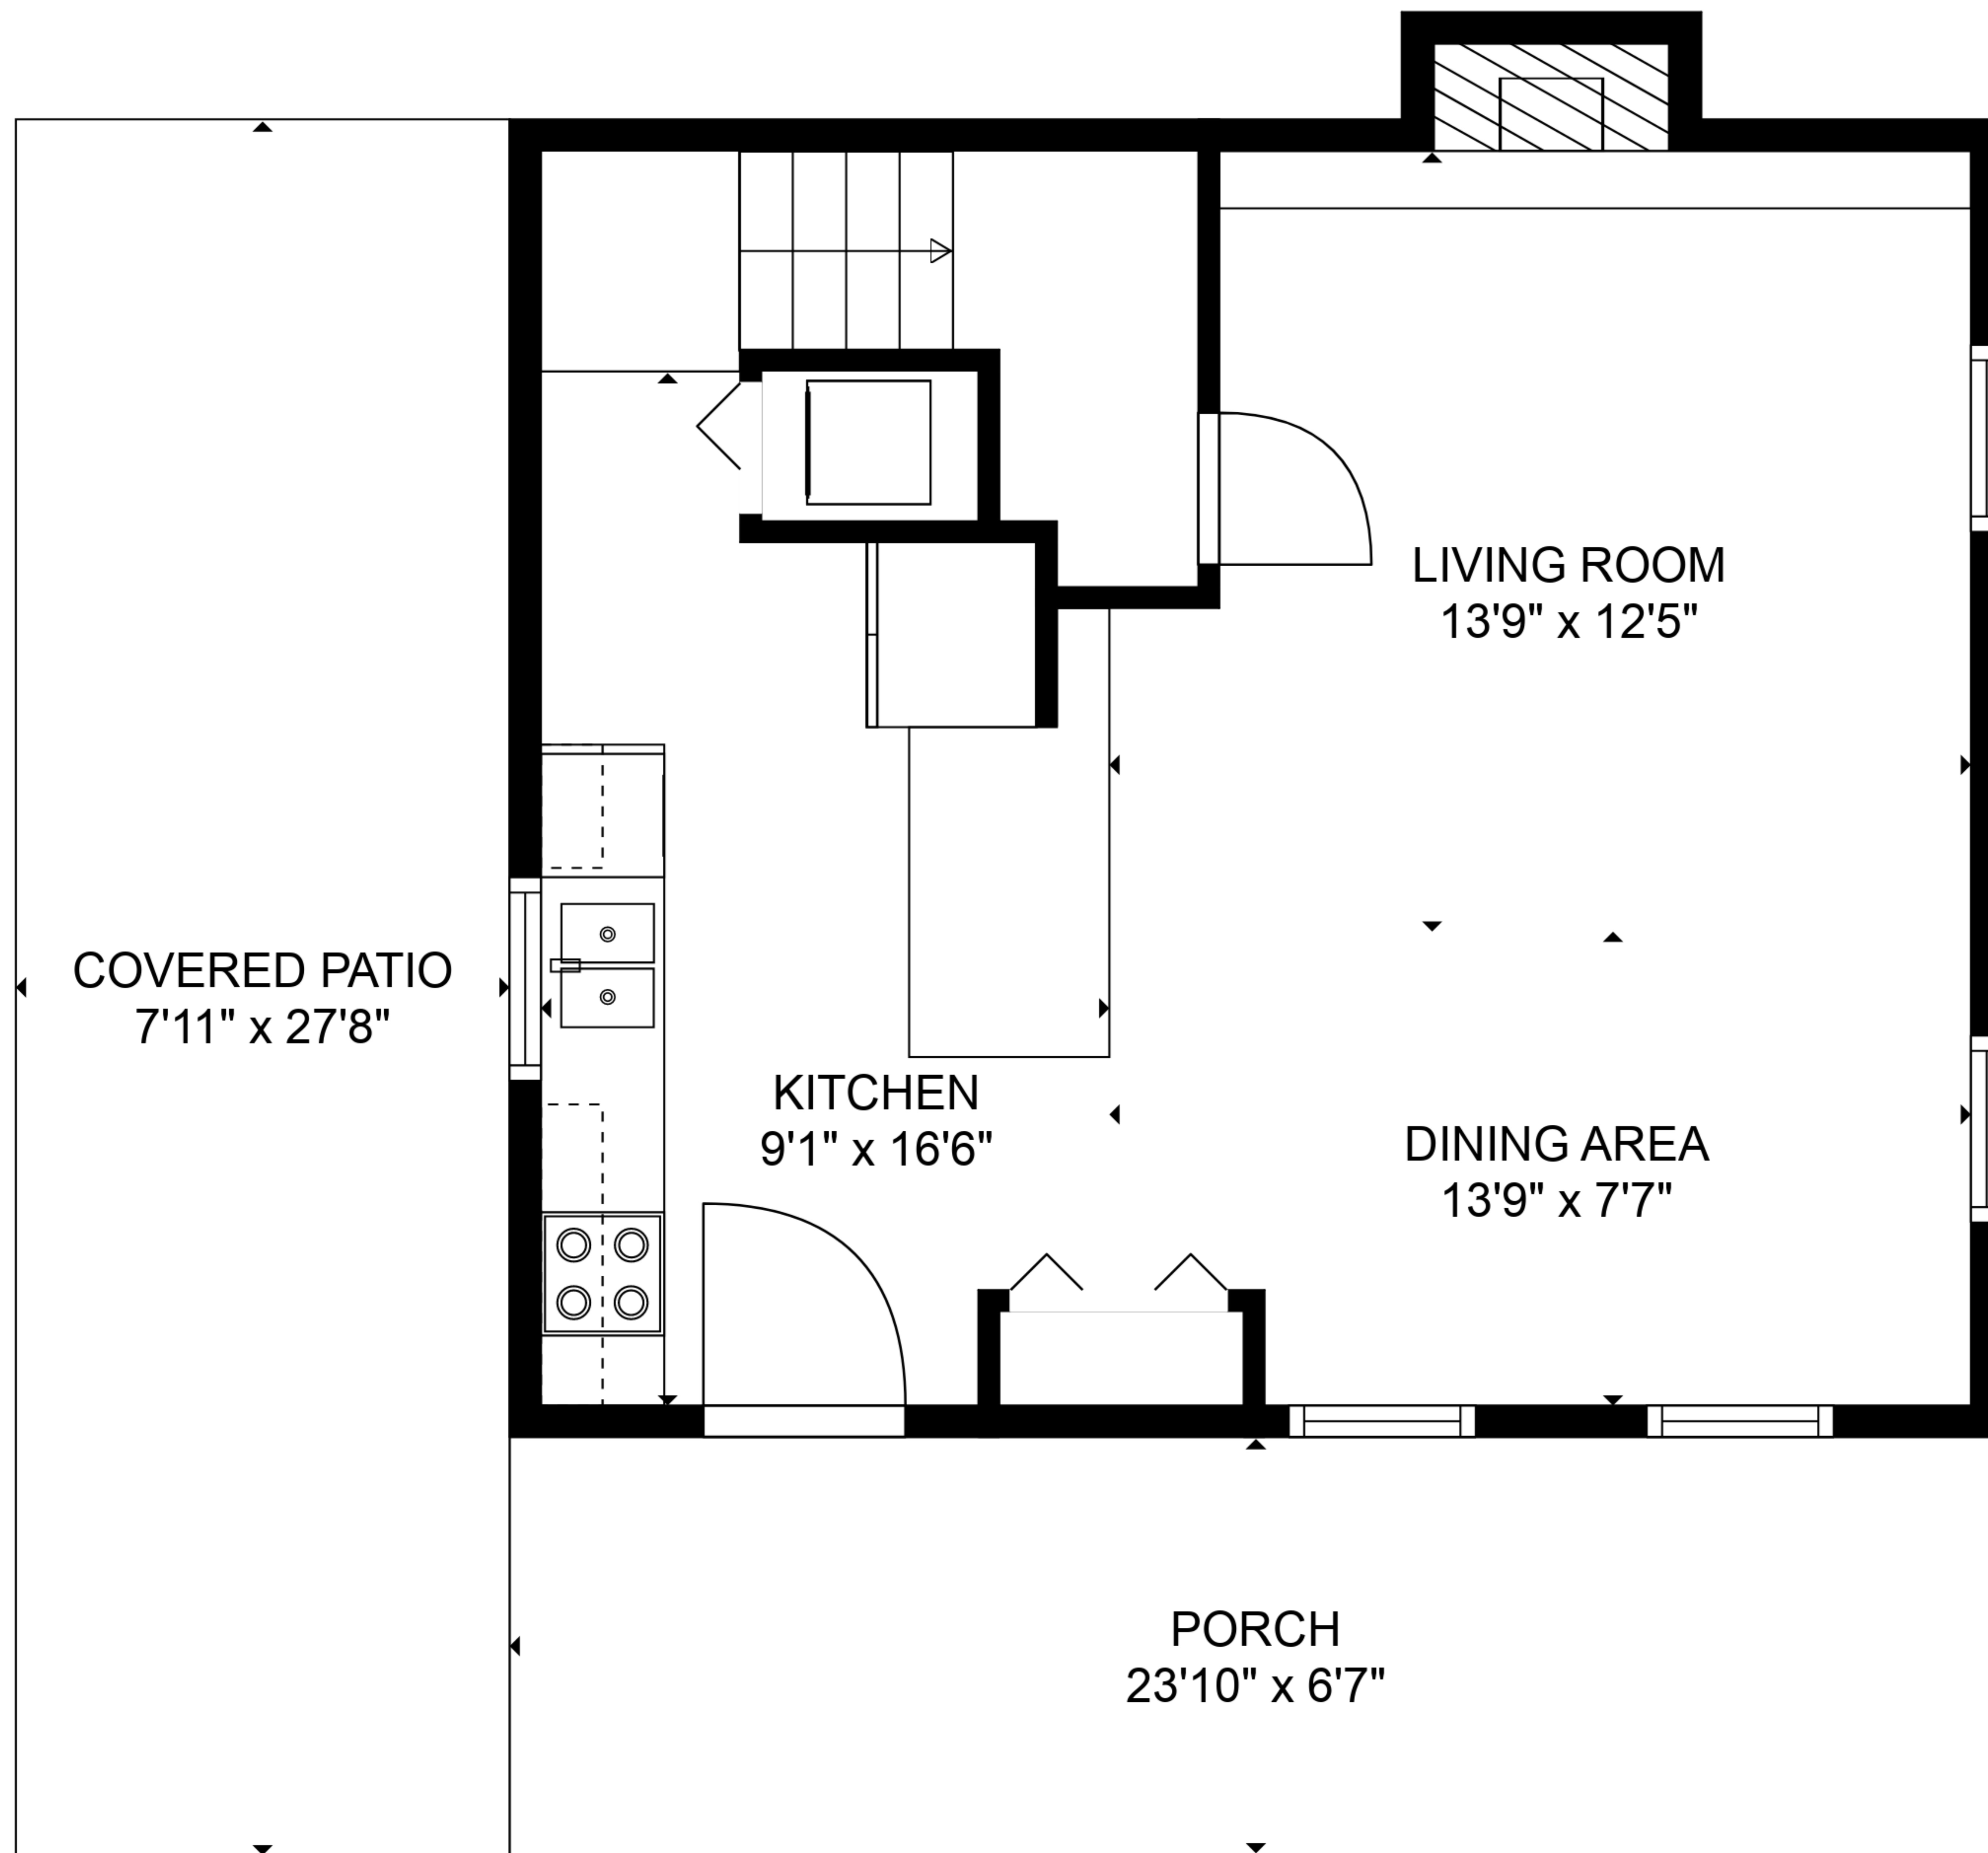 LIVING ROOM
13'9" x 12'5"
COVERED PATIO
7'11" x 27'8"
KITCHEN
9'1" x 16'6"
DINING AREA
13'9" x 7'7"
PORCH
23'10" x 6'7"